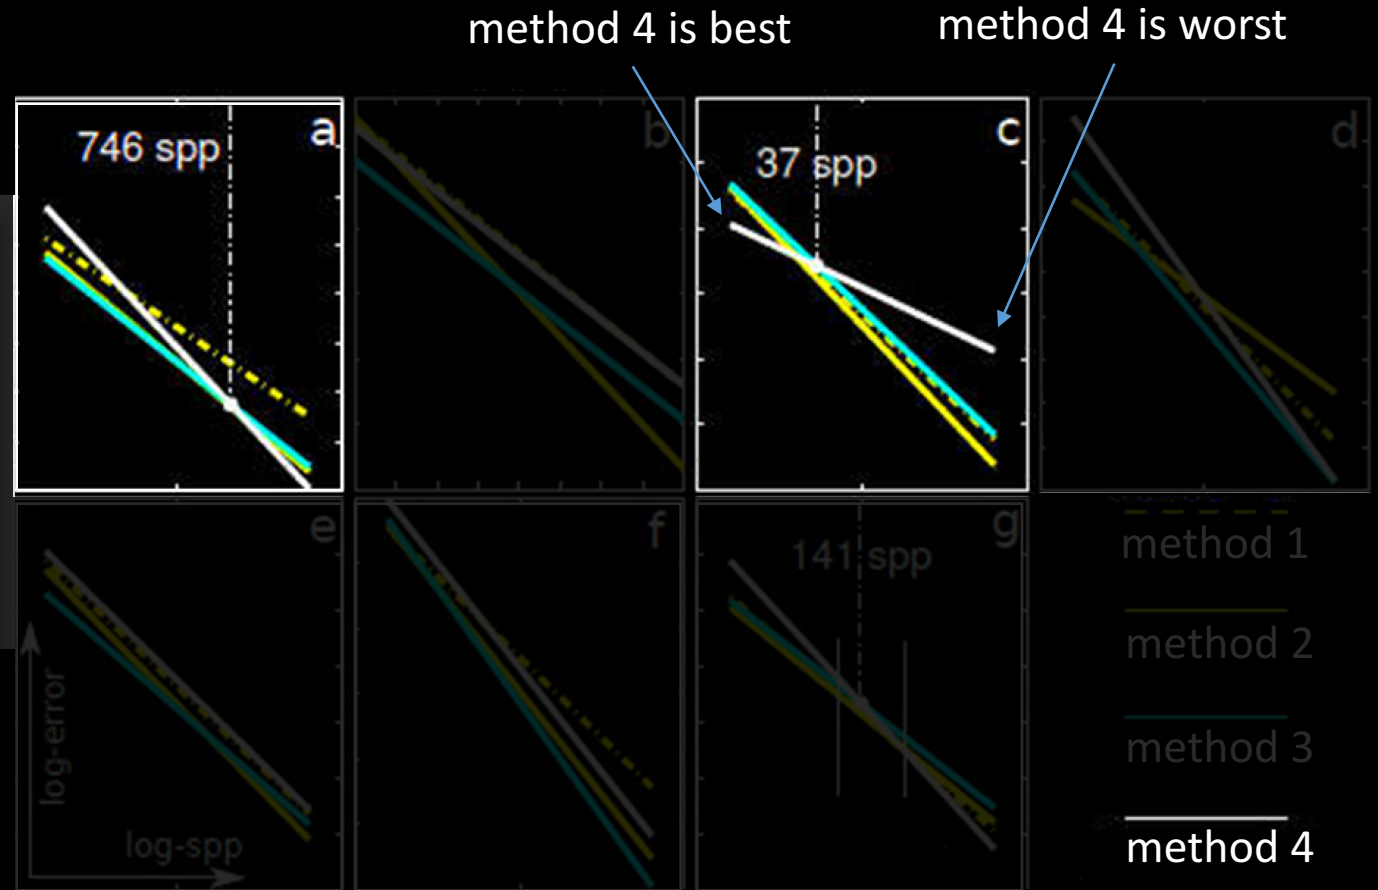 method 4 is best
method 4 is worst
746 spp
a
b
37 spp
c
d
e
log-error
log-spp
f
141 spp
g
method 1
method 2
method 3
method 4